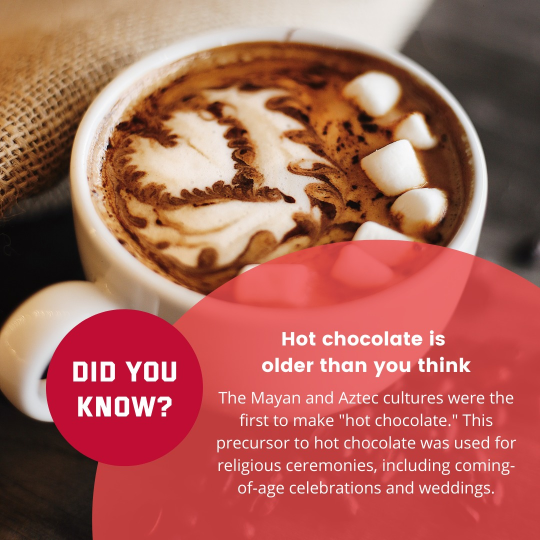 DID YOU
KNOW?
Hot chocolate is
older than you think
The Mayan and Aztec cultures were the
first to make "hot chocolate." This
precursor to hot chocolate was used for
religious ceremonies, including coming-
of-age celebrations and weddings.